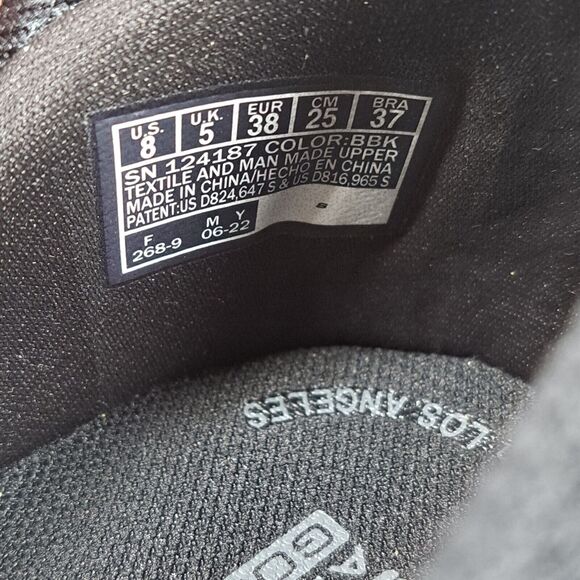 U.S. U.K. EUR CM BRA
8 5 38 25 37
SN 124187 COLOR:BBK
TEXTILE AND MAN MADE UPPER
MADE IN CHINA/HECHO EN CHINA
PATENT:US D824,647 S & US D816,965 S
F M Y
268-9 06-22
LOS ANGELES
GO